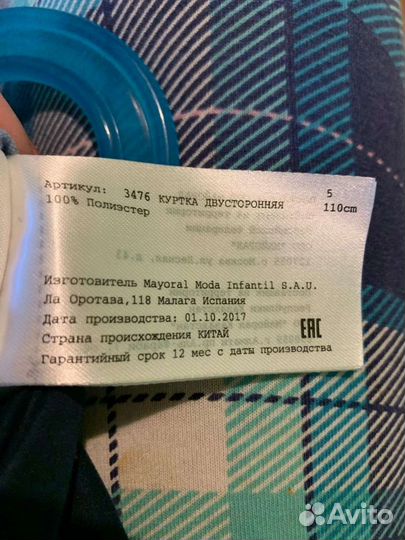 Артикул: 3476 КУРТКА ДВУСТОРОННЯЯ 5
100% Полиэстер 110cm
Изготовитель Mayoral Moda Infantil S.A.U.
Ла Оротава,118 Малага Испания
Дата производства: 01.10.2017
Страна происхождения КИТАЙ
Гарантийный срок 12 мес с даты производства
EAC
Avito